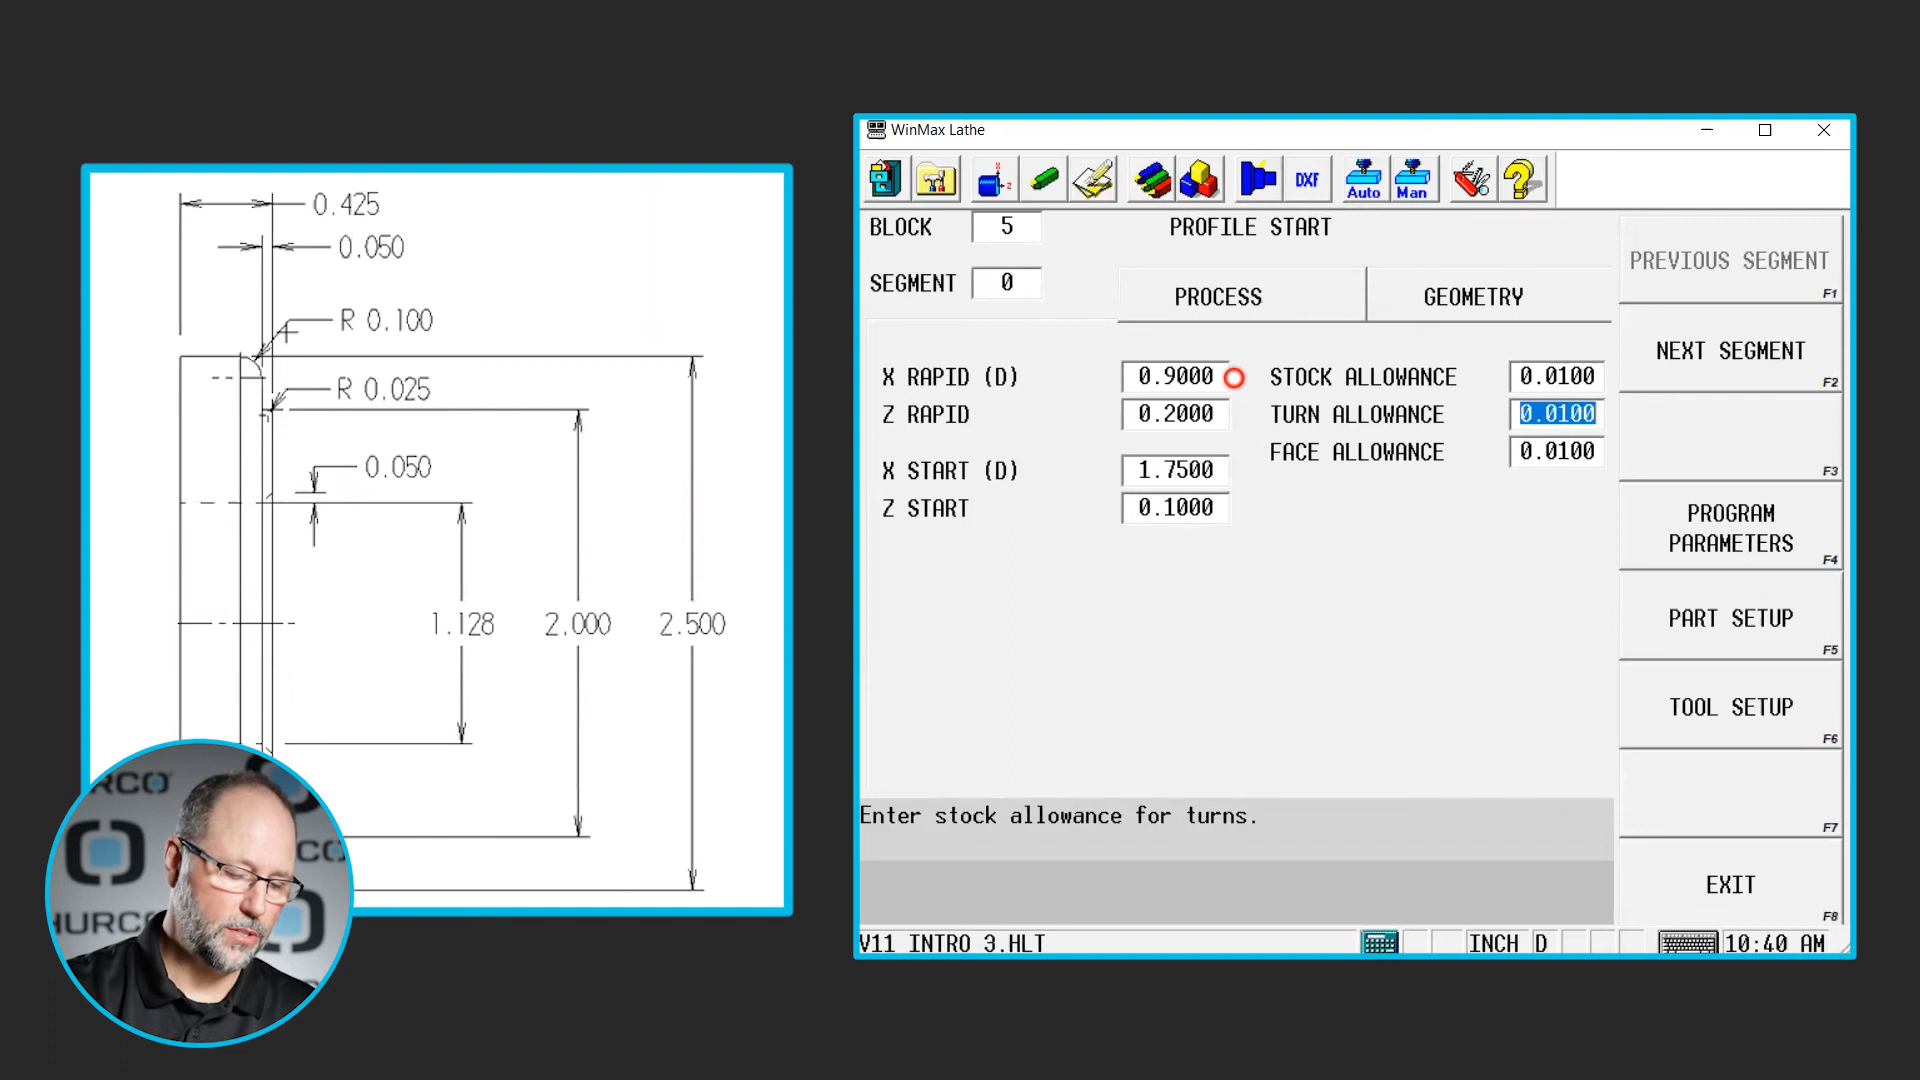 0.425
0.050
R 0.100
R 0.025
0.050
1.128
2.000
2.500
HURCO
WinMax Lathe
DXF
Auto
Man
BLOCK 5 PROFILE START
SEGMENT 0
PROCESS GEOMETRY
X RAPID (D) 0.9000
Z RAPID 0.2000
X START (D) 1.7500
Z START 0.1000
STOCK ALLOWANCE 0.0100
TURN ALLOWANCE 0.0100
FACE ALLOWANCE 0.0100
PREVIOUS SEGMENT F1
NEXT SEGMENT F2
F3
PROGRAM
PARAMETERS F4
PART SETUP F5
TOOL SETUP F6
F7
EXIT F8
Enter stock allowance for turns.
V11 INTRO 3.HLT INCH D 10:40 AM